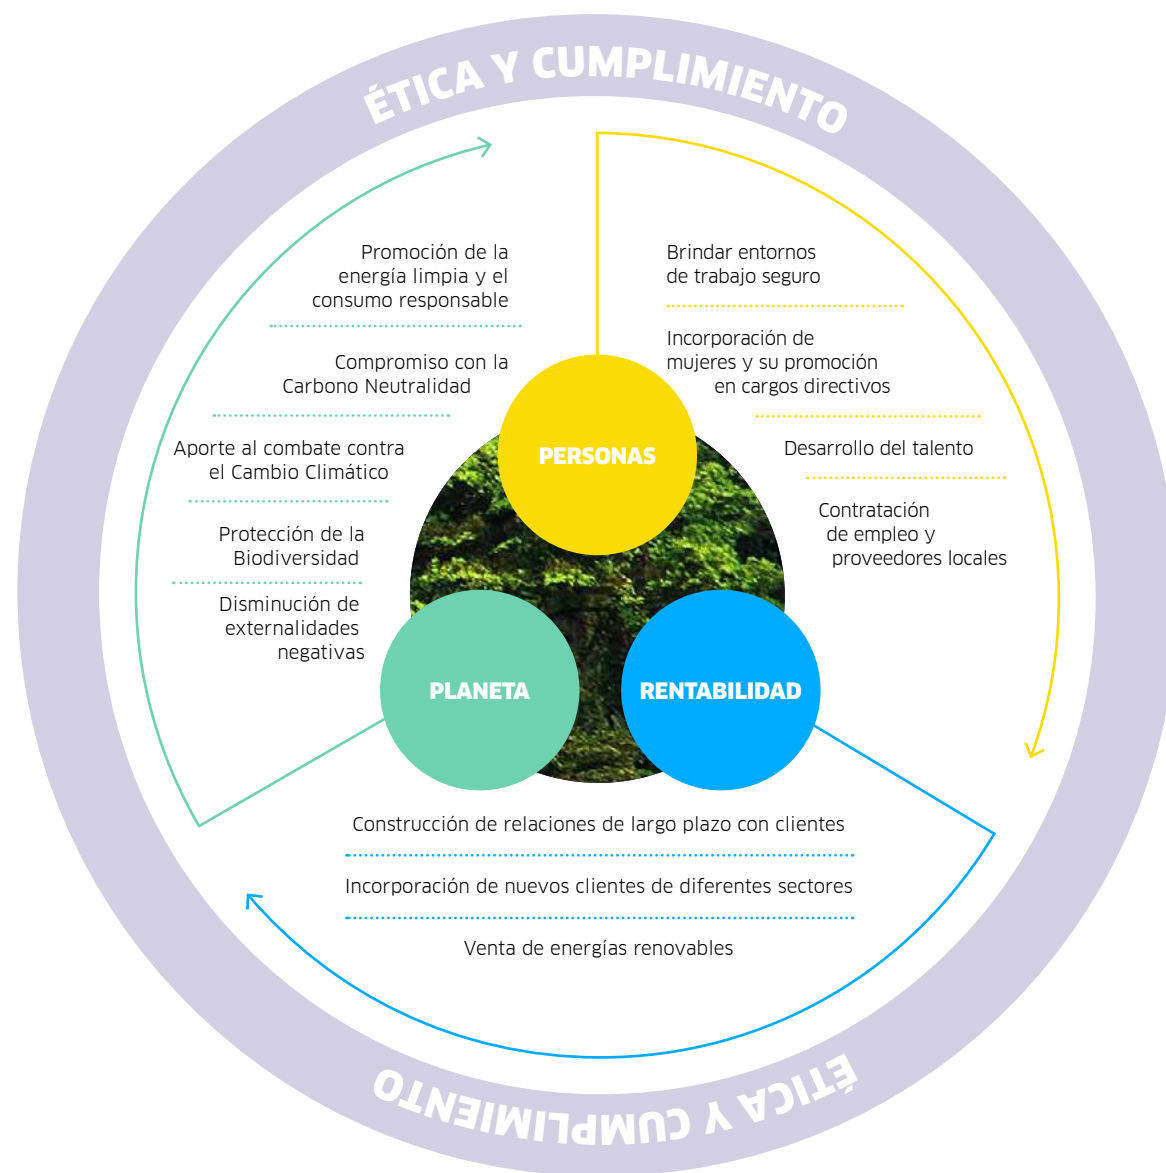 ÉTICA Y CUMPLIMIENTO
Promoción de la
energía limpia y el
consumo responsable
Compromiso con la
Carbono Neutralidad
Aporte al combate contra
el Cambio Climático
Protección de la
Biodiversidad
Disminución de
externalidades
negativas
Brindar entornos
de trabajo seguro
Incorporación de
mujeres y su promoción
en cargos directivos
Desarrollo del talento
Contratación
de empleo y
proveedores locales
PERSONAS
PLANETA
RENTABILIDAD
Construcción de relaciones de largo plazo con clientes
Incorporación de nuevos clientes de diferentes sectores
Venta de energías renovables
ÉTICA Y CUMPLIMIENTO